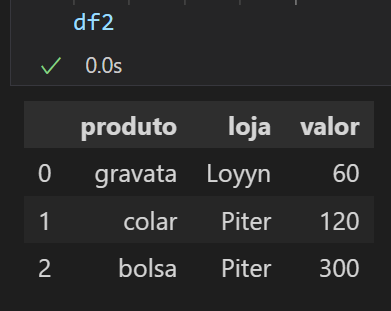 df2
0.0s
produto loja valor
0 gravata Loyyn 60
1 colar Piter 120
2 bolsa Piter 300